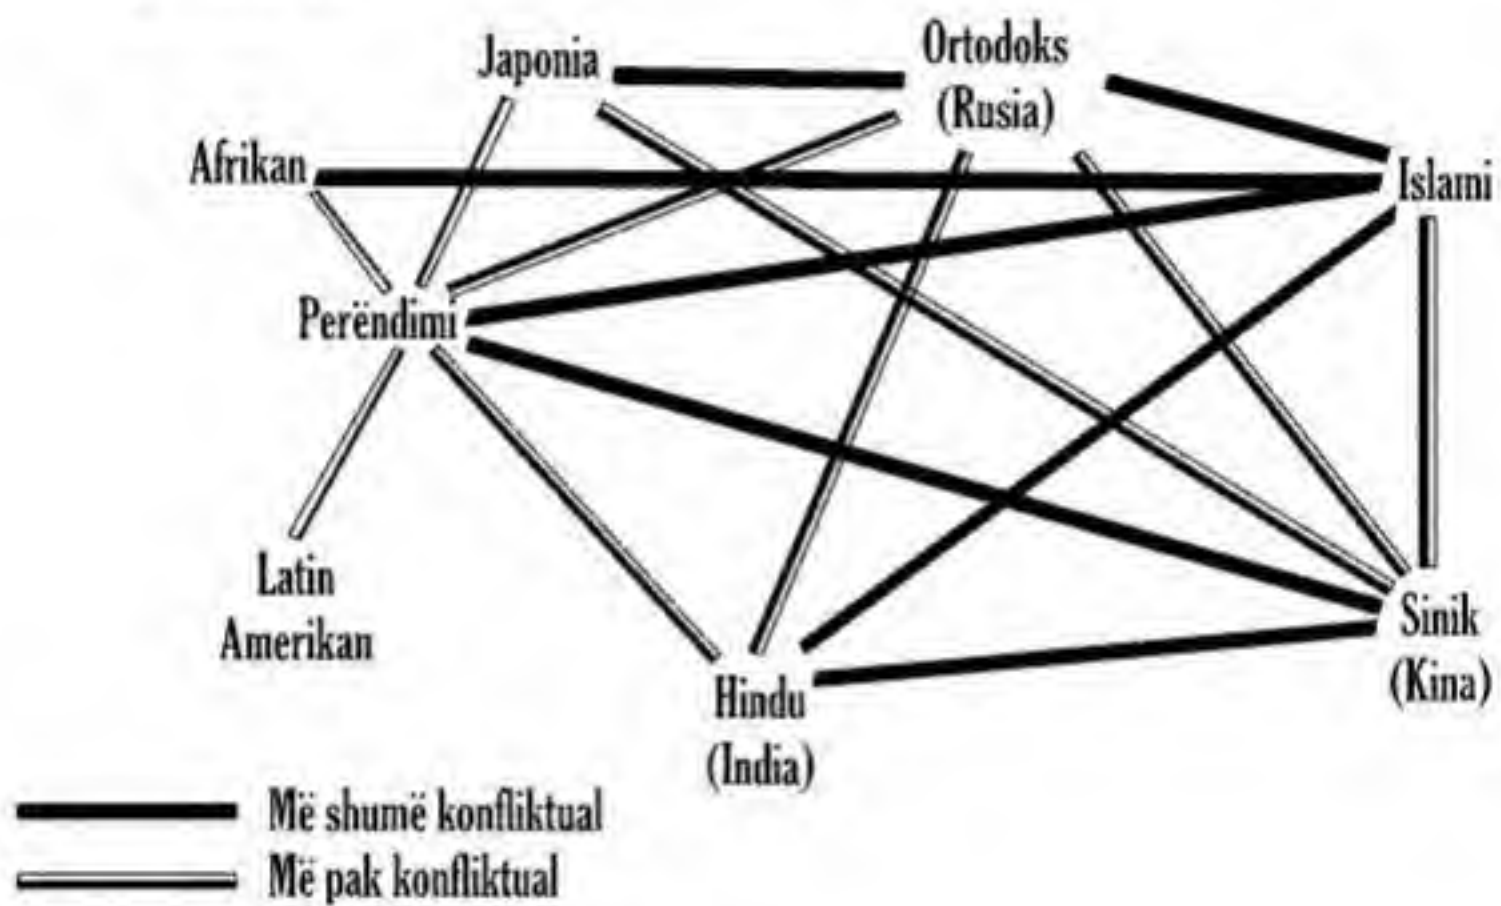 Japonia
Ortodoks
(Rusia)
Afrikan
Islami
Perëndimi
Latin
Amerikan
Sinik
(Kina)
Hindu
(India)
Më shumë konfliktual
Më pak konfliktual